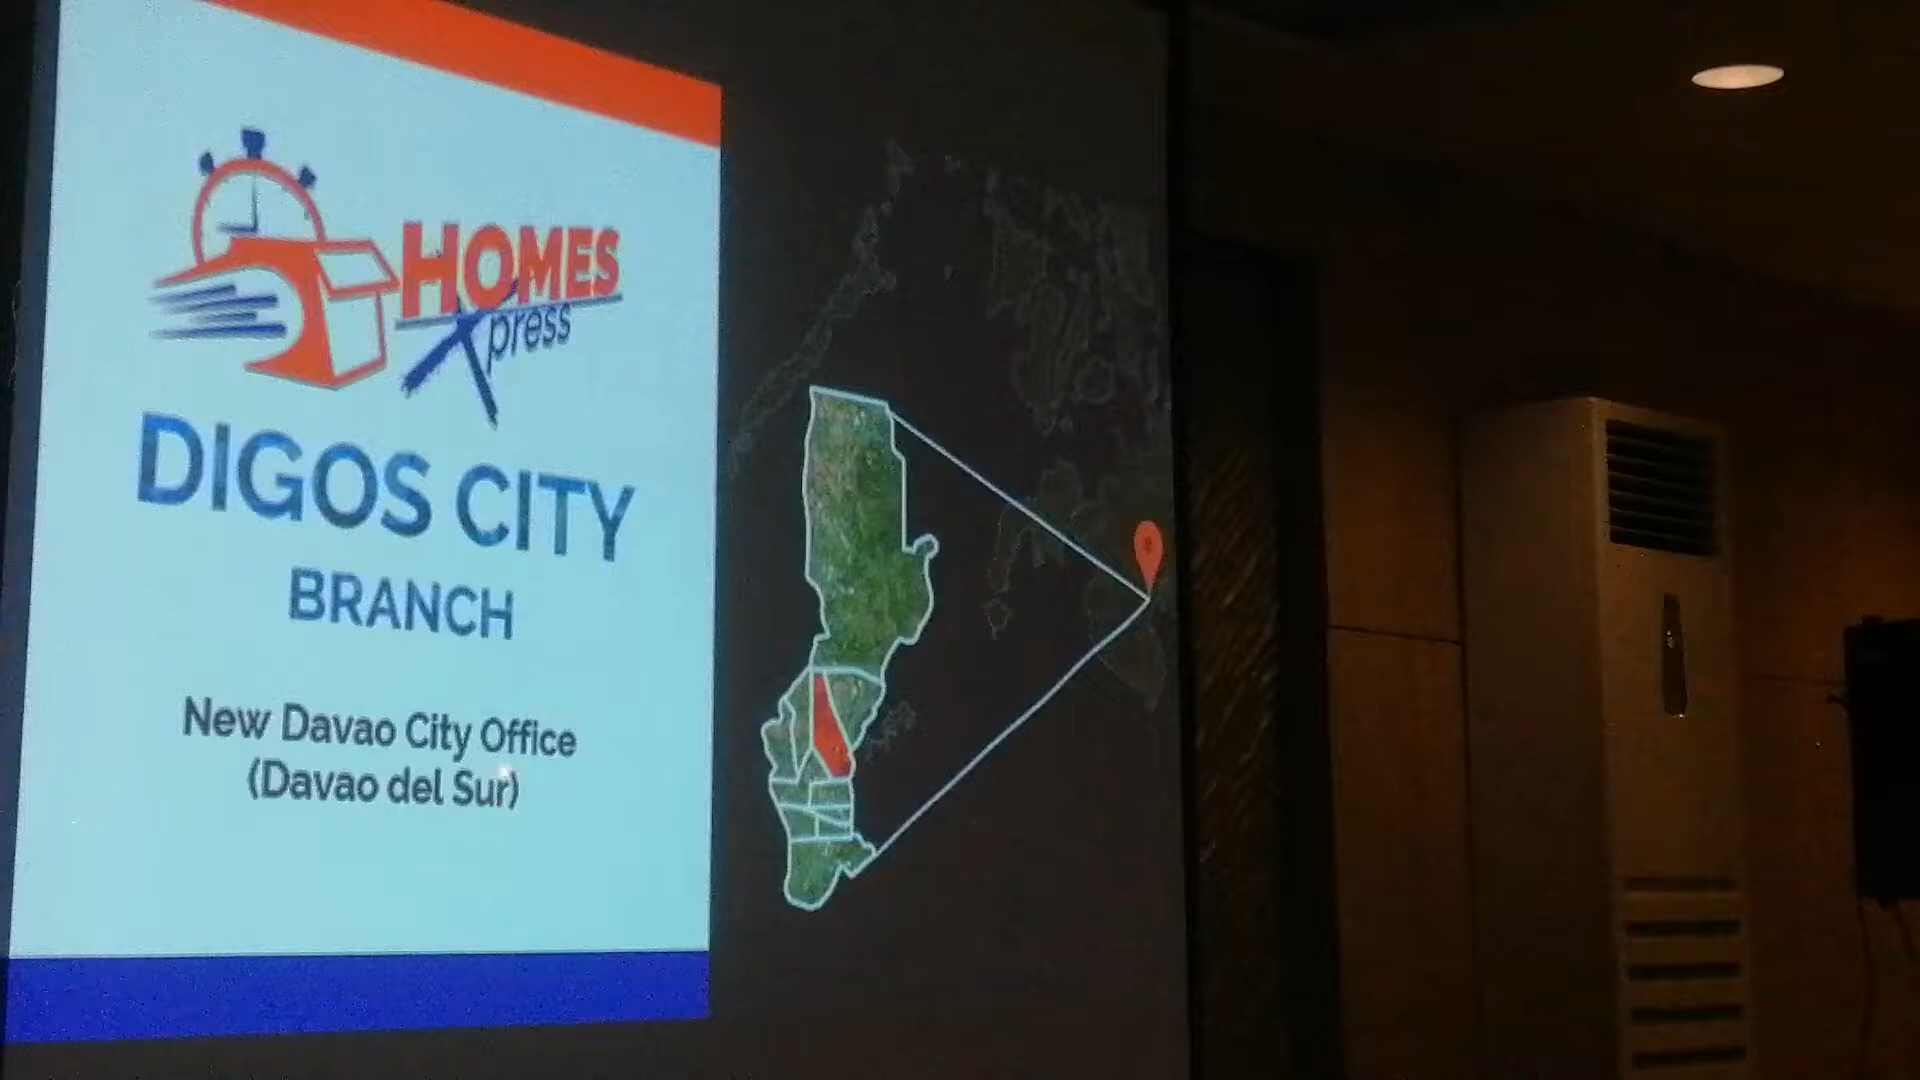 HOMES
Xpress
DIGOS CITY
BRANCH
New Davao City Office
(Davao del Sur)